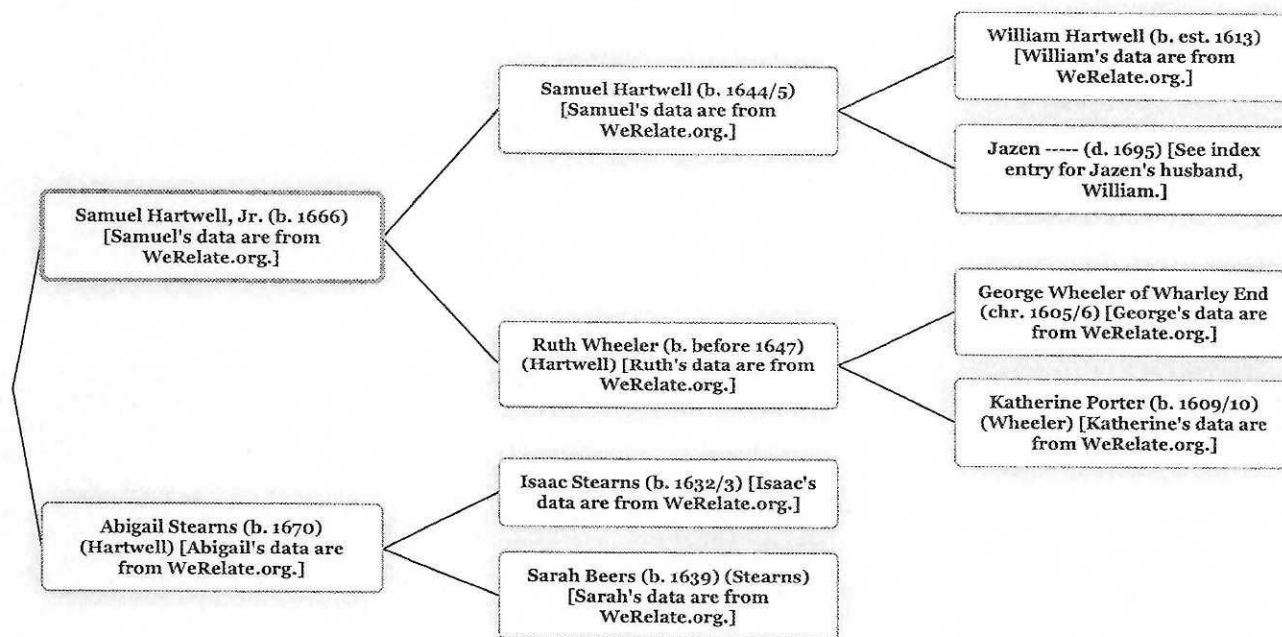 William Hartwell (b. est. 1613)
[William's data are from
WeRelate.org.]
Samuel Hartwell (b. 1644/5)
[Samuel's data are from
WeRelate.org.]
Jazen ----- (d. 1695) [See index
entry for Jazen's husband,
William.]
Samuel Hartwell, Jr. (b. 1666)
[Samuel's data are from
WeRelate.org.]
George Wheeler of Wharley End
(chr. 1605/6) [George's data are
from WeRelate.org.]
Ruth Wheeler (b. before 1647)
(Hartwell) [Ruth's data are from
WeRelate.org.]
Katherine Porter (b. 1609/10)
(Wheeler) [Katherine's data are
from WeRelate.org.]
Isaac Stearns (b. 1632/3) [Isaac's
data are from WeRelate.org.]
Abigail Stearns (b. 1670)
(Hartwell) [Abigail's data are
from WeRelate.org.]
Sarah Beers (b. 1639) (Stearns)
[Sarah's data are from
WeRelate.org.]